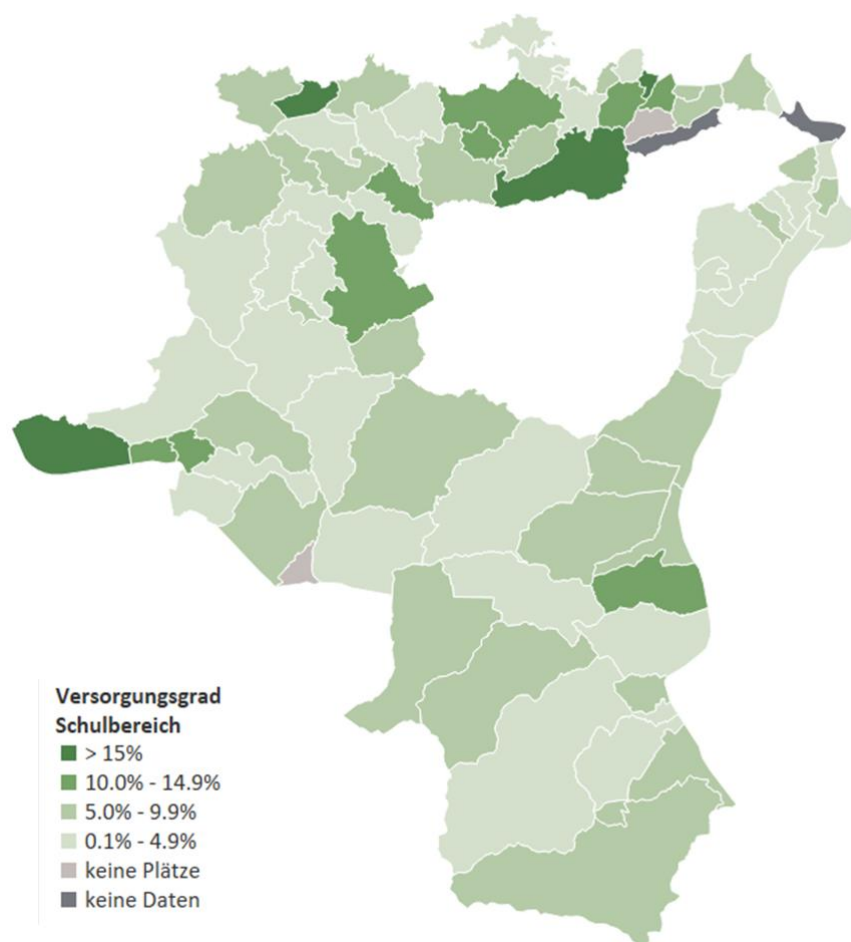 Versorgungsgrad
Schulbereich
> 15%
10.0% - 14.9%
5.0% - 9.9%
0.1% - 4.9%
keine Plätze
keine Daten